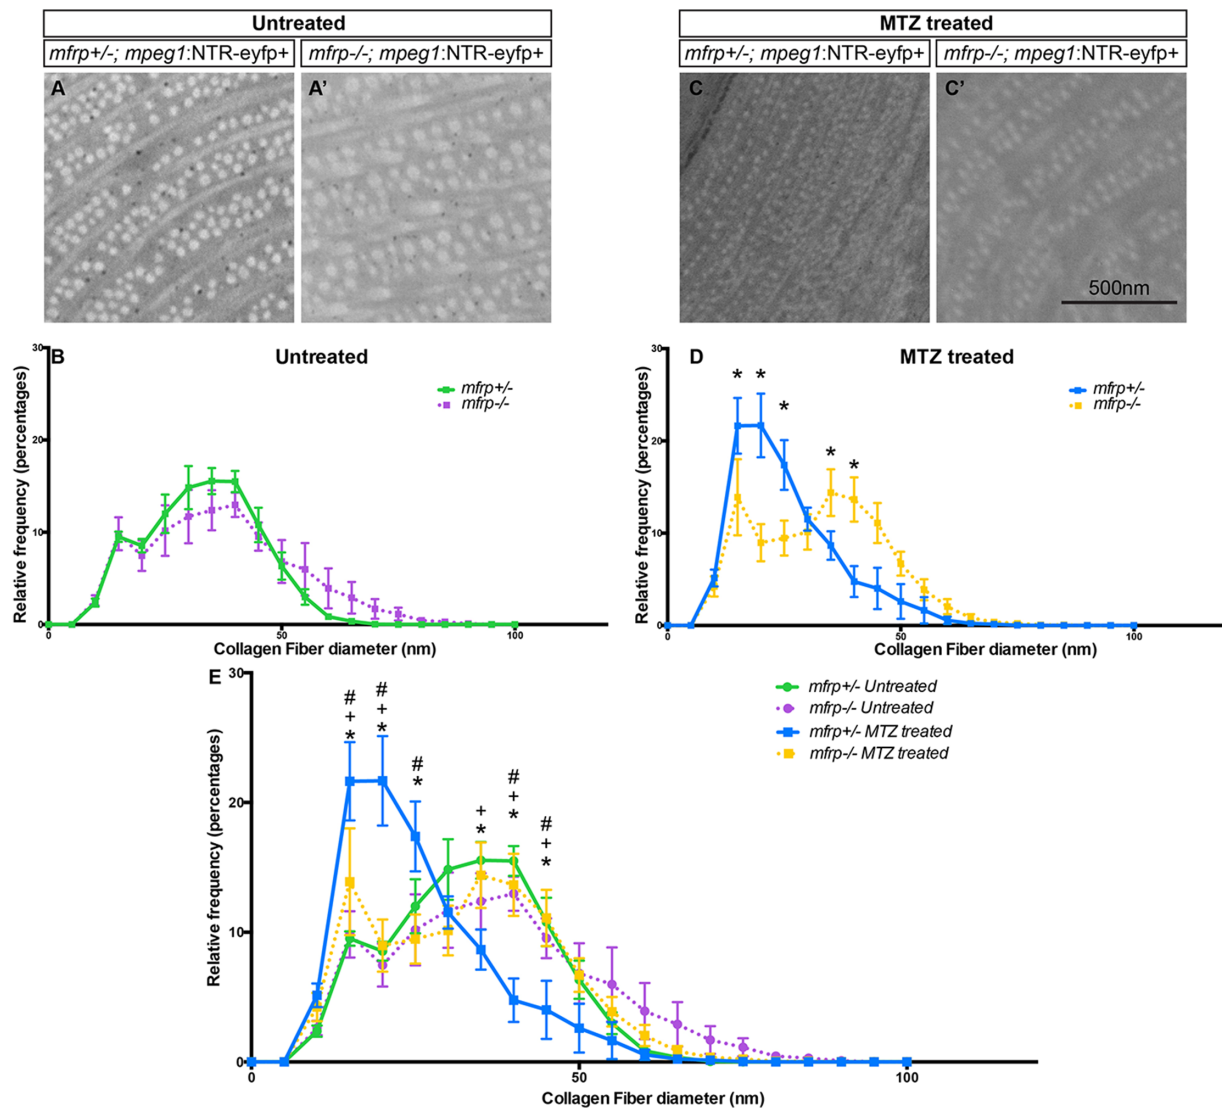 Untreated
MTZ treated
mfrp+/-; mpeg1:NTR-eyfp+
mfrp-/-; mpeg1:NTR-eyfp+
mfrp+/-; mpeg1:NTR-eyfp+
mfrp-/-; mpeg1:NTR-eyfp+
A
A'
C
C'
500nm
B
Untreated
30
20
10
0
0
50
100
Relative frequency (percentages)
Collagen Fiber diameter (nm)
mfrp+/-
mfrp-/-
D
MTZ treated
30
20
10
0
0
50
100
Relative frequency (percentages)
Collagen Fiber diameter (nm)
mfrp+/-
mfrp-/-
* *
*
*
*
E
30
20
10
0
0
50
100
Relative frequency (percentages)
Collagen Fiber diameter (nm)
mfrp+/- Untreated
mfrp-/- Untreated
mfrp+/- MTZ treated
mfrp-/- MTZ treated
#
+
*
#
+
*
#
*
+
*
#
+
*
#
+
*